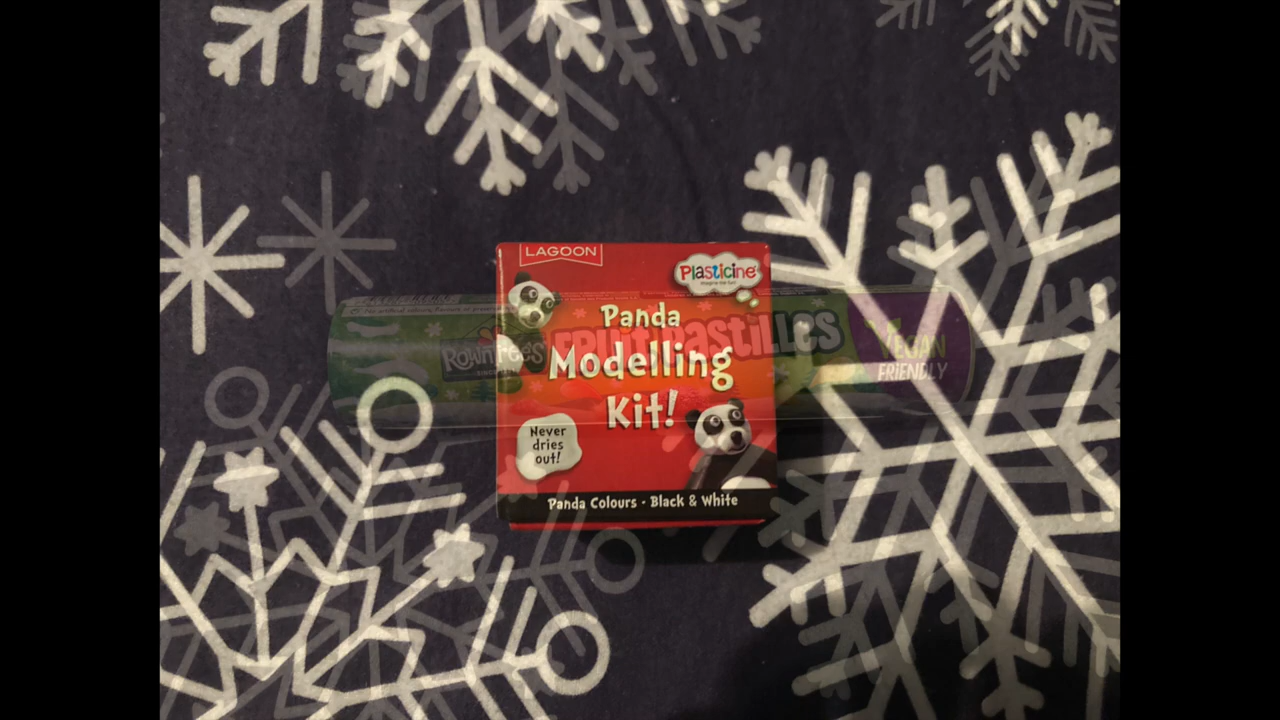 LAGOON
Plasticine
Panda
Modelling
Kit!
Never
dries
out!
Panda Colours - Black & White
ROWNTREE'S
FRUIT PASTILLES
VEGAN
FRIENDLY